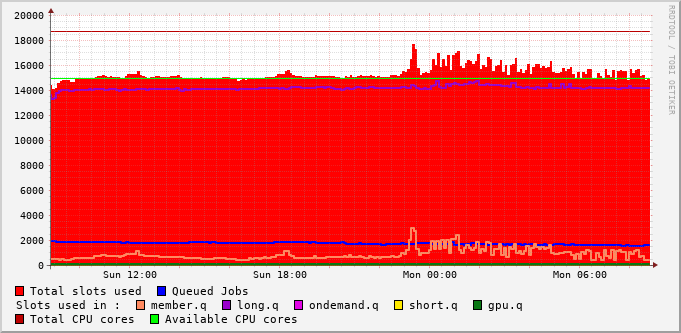 RRDTOOL / TOBI OETIKER
20000
18000
16000
14000
12000
10000
8000
6000
4000
2000
0
Sun 12:00 Sun 18:00 Mon 00:00 Mon 06:00
Total slots used Queued Jobs
Slots used in : member.q long.q ondemand.q short.q gpu.q
Total CPU cores Available CPU cores